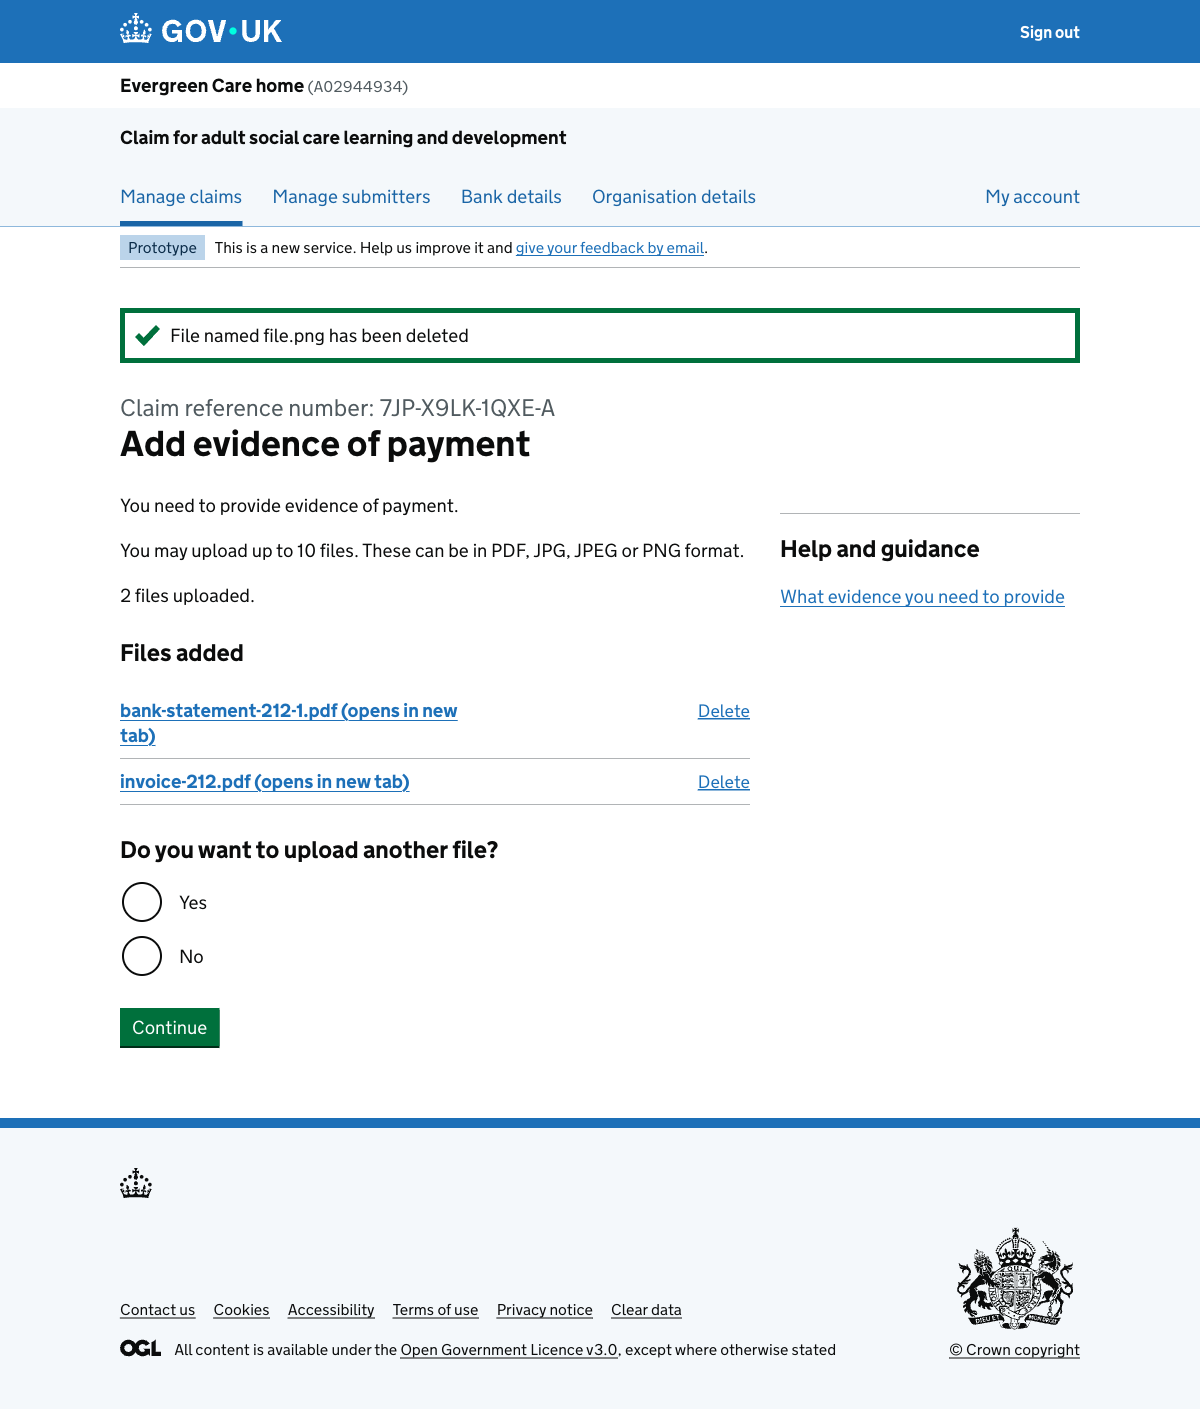 GOV•UK
Sign out
Evergreen Care home (A02944934)
Claim for adult social care learning and development
Manage claims
Manage submitters
Bank details
Organisation details
My account
Prototype
This is a new service. Help us improve it and give your feedback by email.
File named file.png has been deleted
Claim reference number: 7JP-X9LK-1QXE-A
Add evidence of payment
You need to provide evidence of payment.
You may upload up to 10 files. These can be in PDF, JPG, JPEG or PNG format.
2 files uploaded.
Help and guidance
What evidence you need to provide
Files added
bank-statement-212-1.pdf (opens in new
tab)
Delete
invoice-212.pdf (opens in new tab)
Delete
Do you want to upload another file?
Yes
No
Continue
Contact us
Cookies
Accessibility
Terms of use
Privacy notice
Clear data
OGL
All content is available under the Open Government Licence v3.0, except where otherwise stated
© Crown copyright